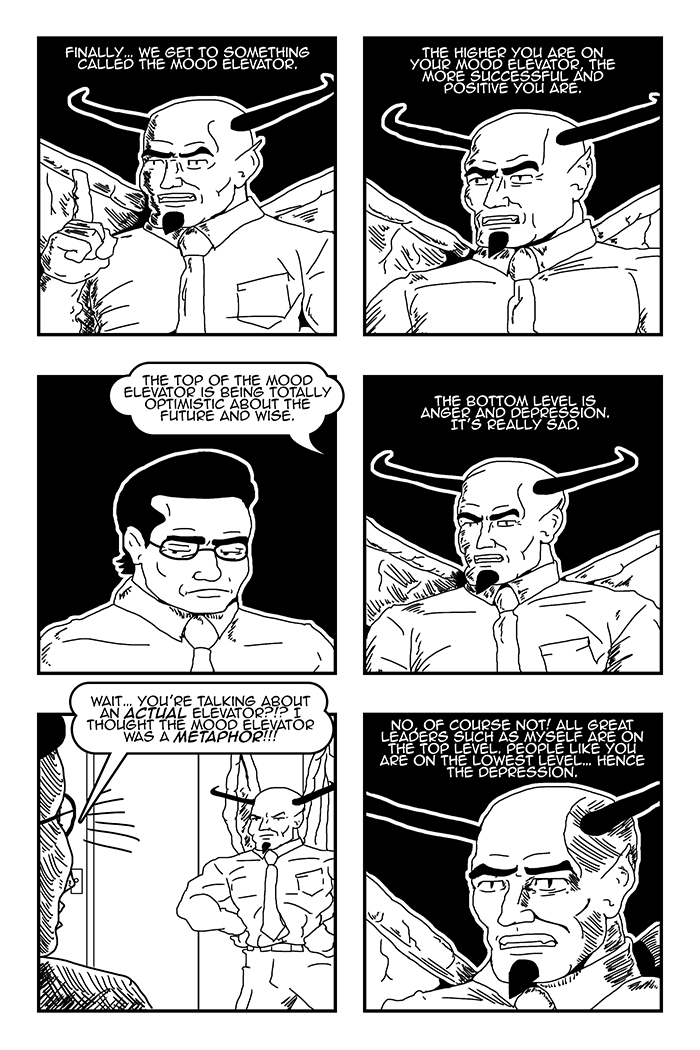 FINALLY... WE GET TO SOMETHING
CALLED THE MOOD ELEVATOR.
THE HIGHER YOU ARE ON
YOUR MOOD ELEVATOR, THE
MORE SUCCESSFUL AND
POSITIVE YOU ARE.
THE TOP OF THE MOOD
ELEVATOR IS BEING TOTALLY
OPTIMISTIC ABOUT THE
FUTURE AND WISE.
THE BOTTOM LEVEL IS
ANGER AND DEPRESSION.
IT'S REALLY SAD.
WAIT... YOU'RE TALKING ABOUT
AN ACTUAL ELEVATOR?!? I
THOUGHT THE MOOD ELEVATOR
WAS A METAPHOR!!!
NO, OF COURSE NOT! ALL GREAT
LEADERS SUCH AS MYSELF ARE ON
THE TOP LEVEL. PEOPLE LIKE YOU
ARE ON THE LOWEST LEVEL... HENCE
THE DEPRESSION.